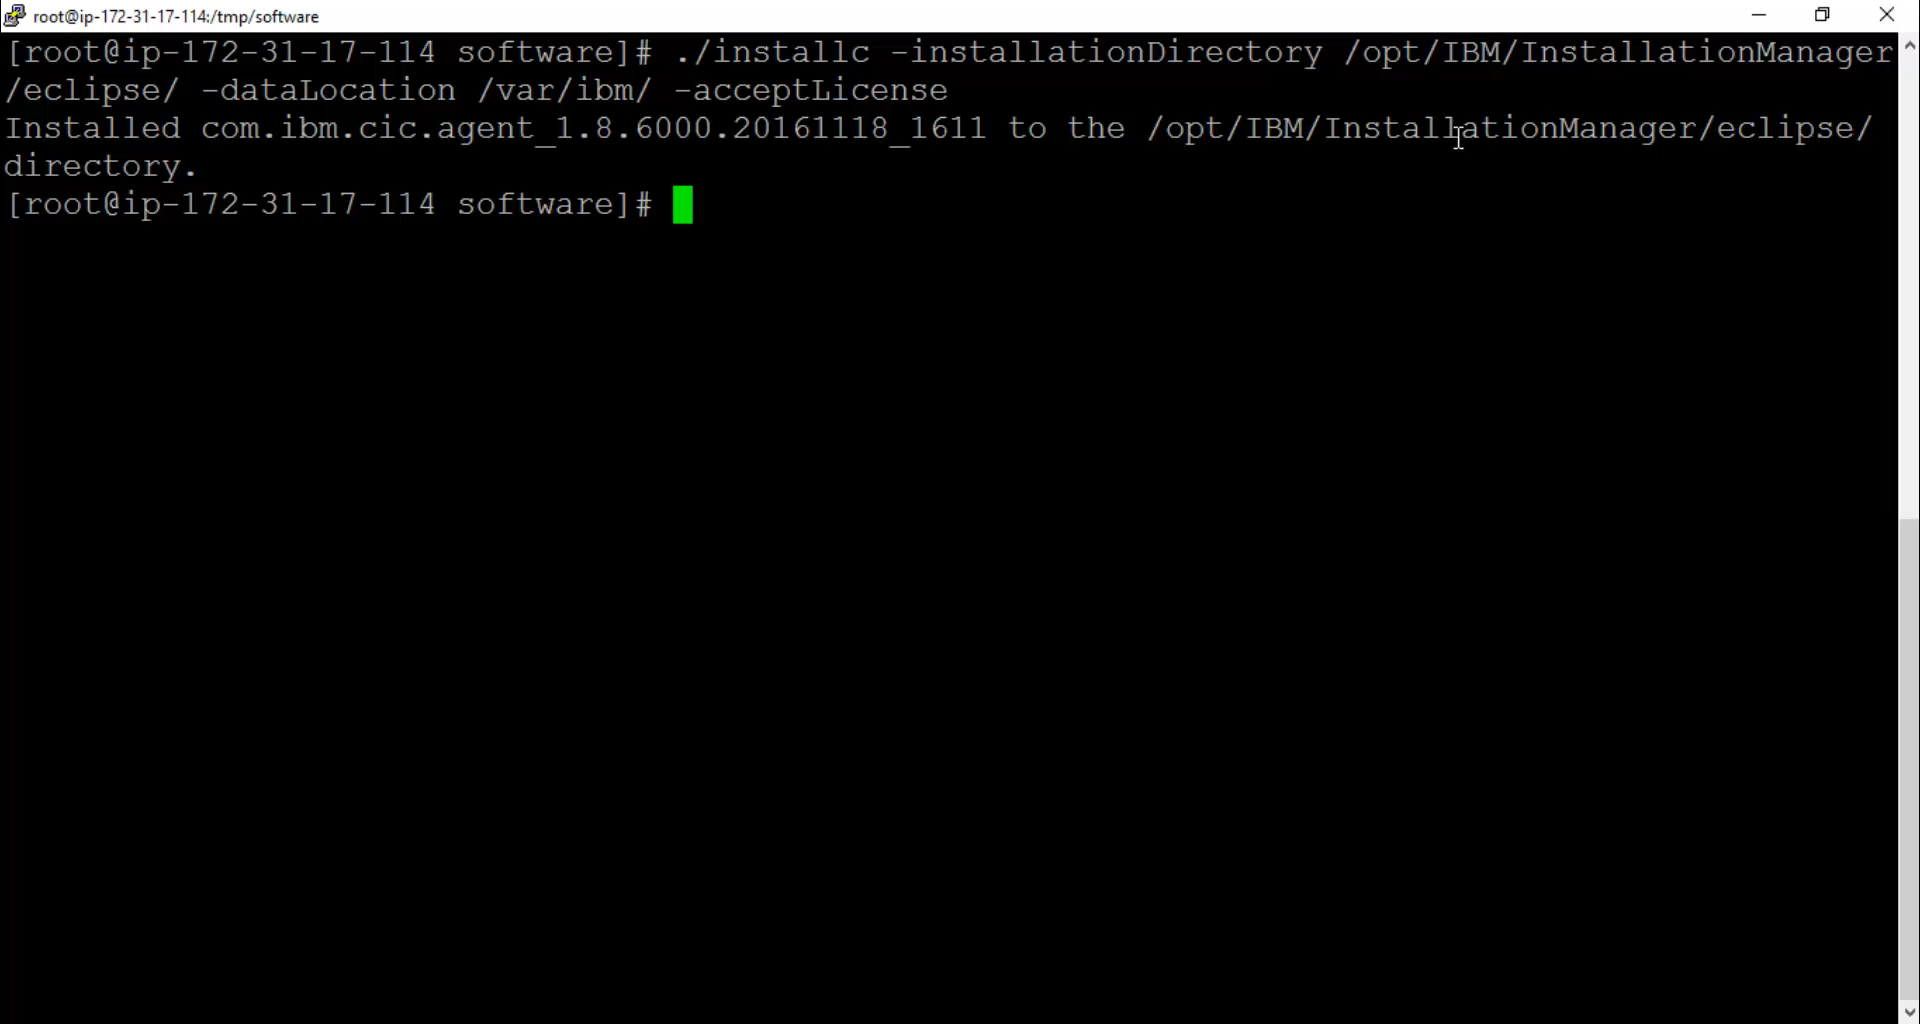 root@ip-172-31-17-114:/tmp/software
[root@ip-172-31-17-114 software]# ./installc -installationDirectory /opt/IBM/InstallationManager
/eclipse/ -dataLocation /var/ibm/ -acceptLicense
Installed com.ibm.cic.agent_1.8.6000.20161118_1611 to the /opt/IBM/InstallationManager/eclipse/
directory.
[root@ip-172-31-17-114 software]#